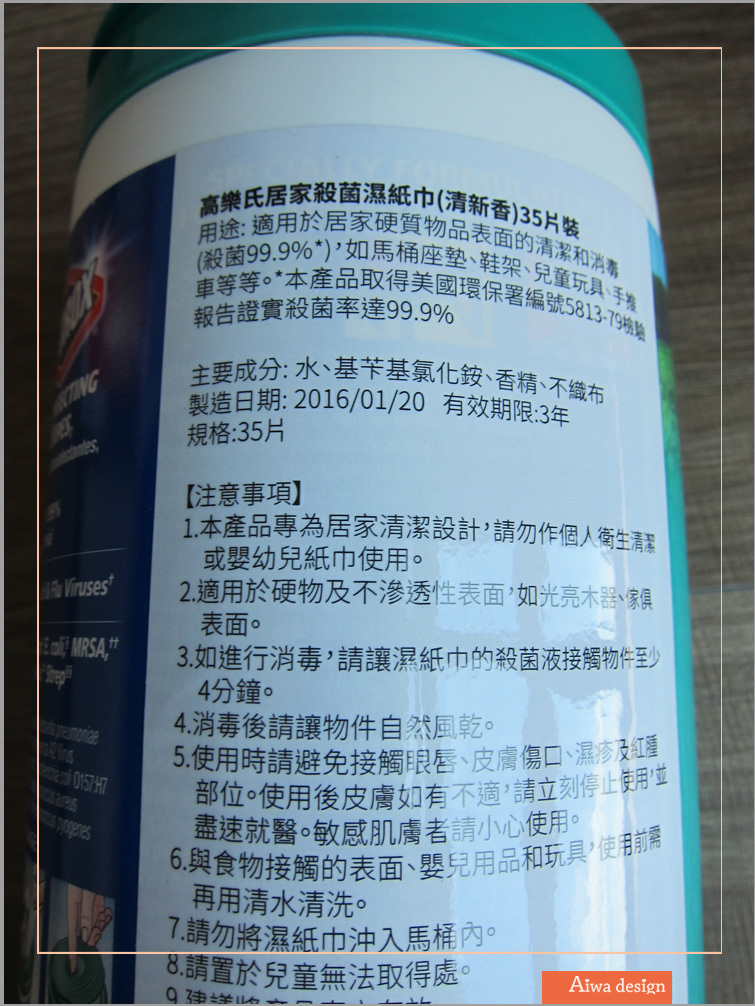 高樂氏居家殺菌濕紙巾(清新香)35片裝
用途: 適用於居家硬質物品表面的清潔和消毒
(殺菌99.9%*)，如馬桶座墊、鞋架、兒童玩具、手推
車等等。*本產品取得美國環保署編號5813-79檢驗
報告證實殺菌率達99.9%
主要成分: 水、基苄基氯化銨、香精、不織布
製造日期: 2016/01/20 有效期限:3年
規格:35片
【注意事項】
1.本產品專為居家清潔設計，請勿作個人衛生清潔
或嬰幼兒紙巾使用。
2.適用於硬物及不滲透性表面，如光亮木器、傢俱
表面。
3.如進行消毒，請讓濕紙巾的殺菌液接觸物件至少
4分鐘。
4.消毒後請讓物件自然風乾。
5.使用時請避免接觸眼唇、皮膚傷口、濕疹及紅腫
部位。使用後皮膚如有不適，請立刻停止使用，並
盡速就醫。敏感肌膚者請小心使用。
6.與食物接觸的表面、嬰兒用品和玩具，使用前需
再用清水清洗。
7.請勿將濕紙巾沖入馬桶內。
8.請置於兒童無法取得處。
& Flu Viruses†
E. coli,§ MRSA,††
Strep§§
pneumoniae
A2 Virus
coli O157:H7
aureus
pyogenes
Aiwa design